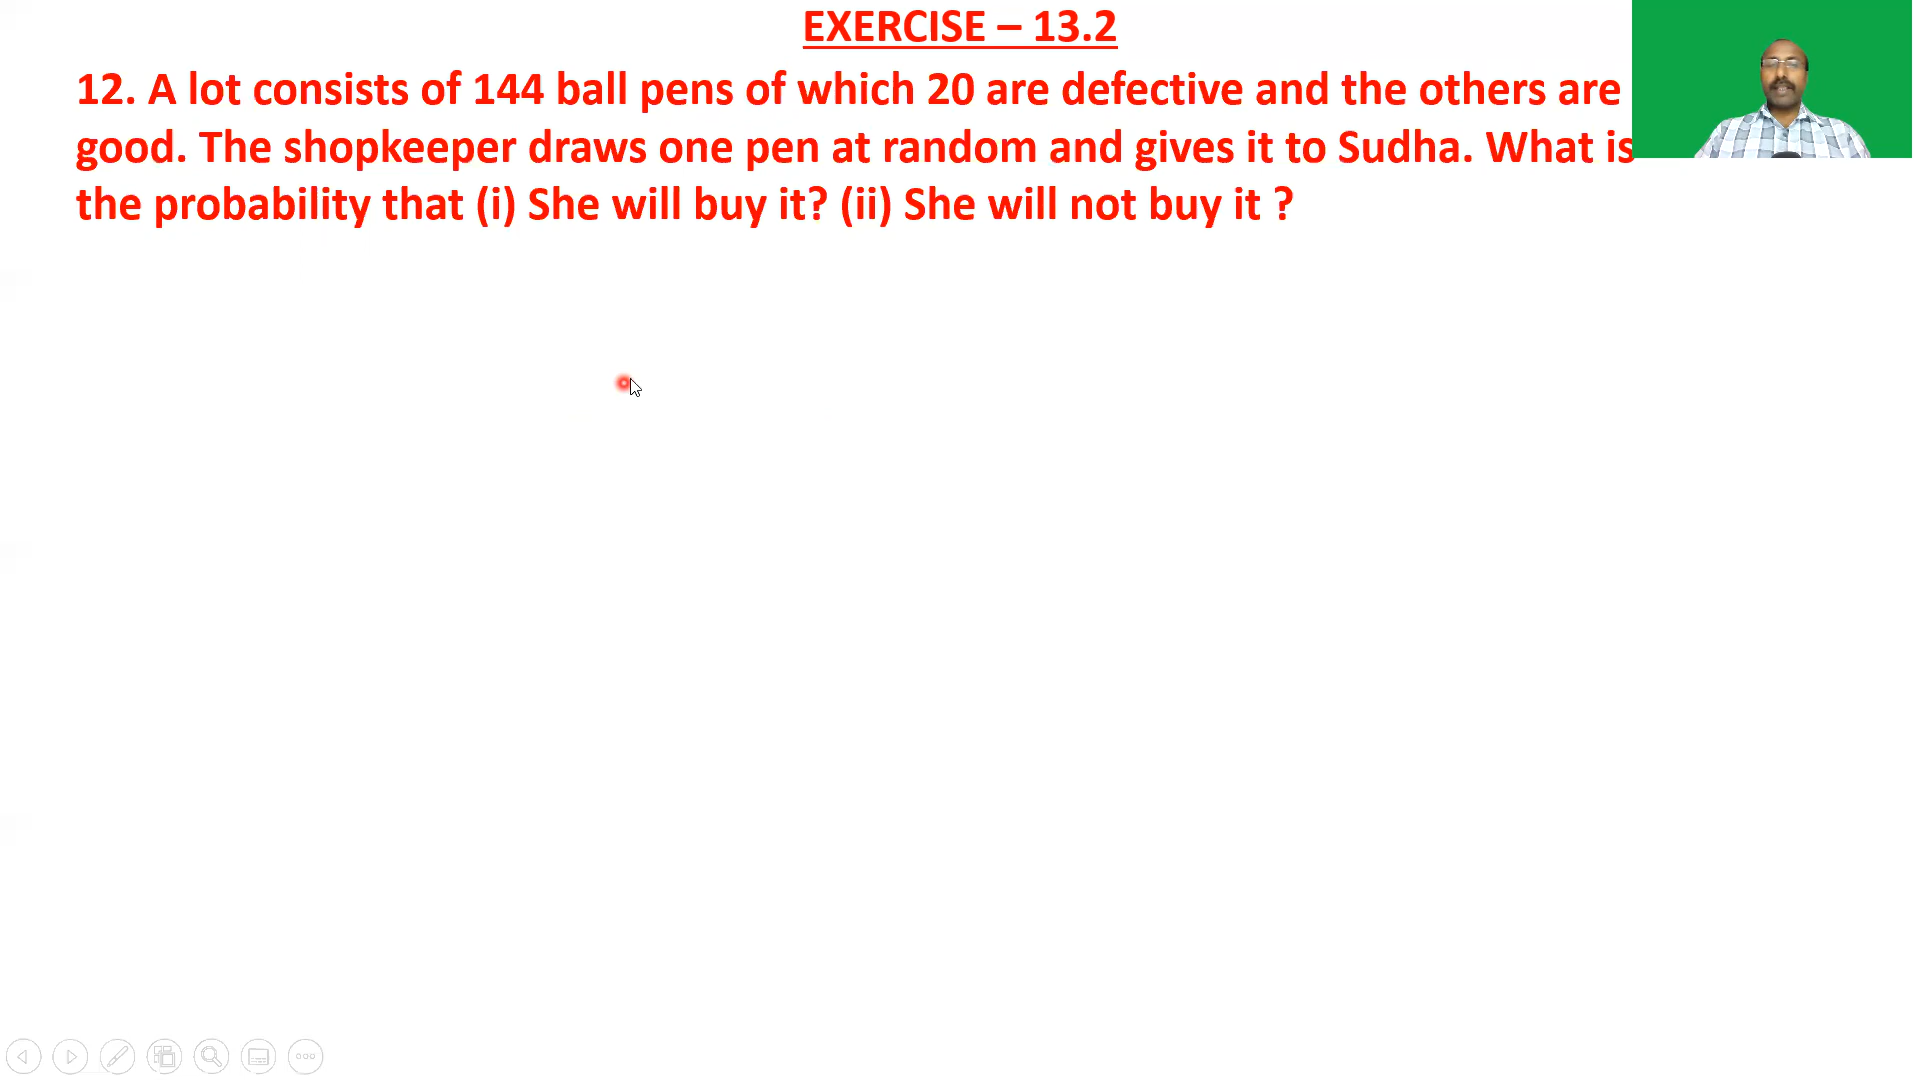 EXERCISE – 13.2
12. A lot consists of 144 ball pens of which 20 are defective and the others are
good. The shopkeeper draws one pen at random and gives it to Sudha. What is
the probability that (i) She will buy it? (ii) She will not buy it ?